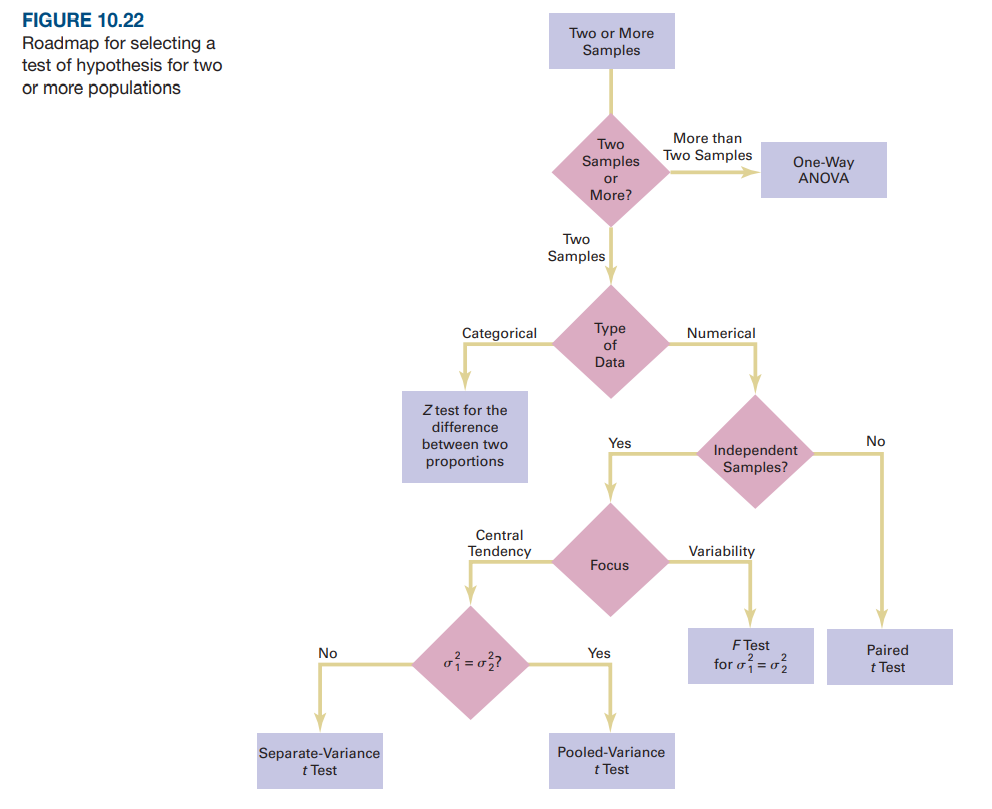 FIGURE 10.22
Roadmap for selecting a
test of hypothesis for two
or more populations
Two or More
Samples
Two
Samples
or
More?
More than
Two Samples
One-Way
ANOVA
Two
Samples
Type
of
Data
Categorical
Numerical
Z test for the
difference
between two
proportions
Independent
Samples?
Yes
No
Focus
Central
Tendency
Variability
F Test
for σ₁² = σ₂²
Paired
t Test
σ₁² = σ₂²?
No
Yes
Separate-Variance
t Test
Pooled-Variance
t Test